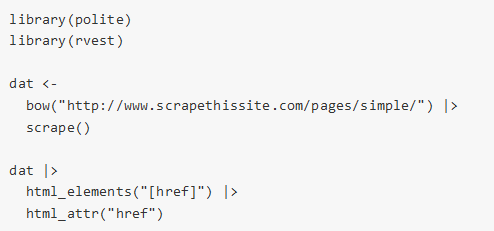 library(polite)
library(rvest)
dat <-
bow("http://www.scrapethissite.com/pages/simple/") |>
scrape()
dat |>
html_elements("[href]") |>
html_attr("href")